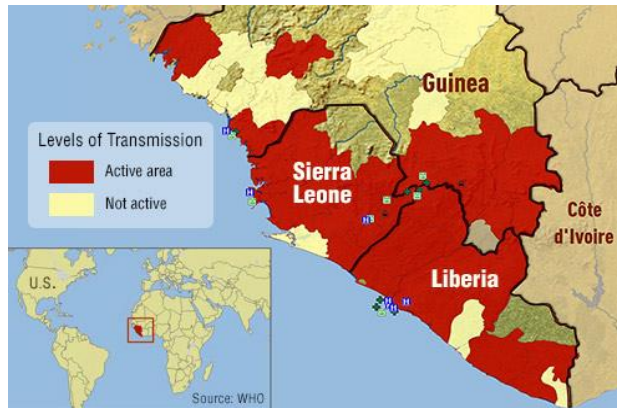 Guinea
Levels of Transmission
Active area
Not active
Sierra
Leone
Côte
d'Ivoire
Liberia
U.S.
Source: WHO
H
H
H
H
H
H